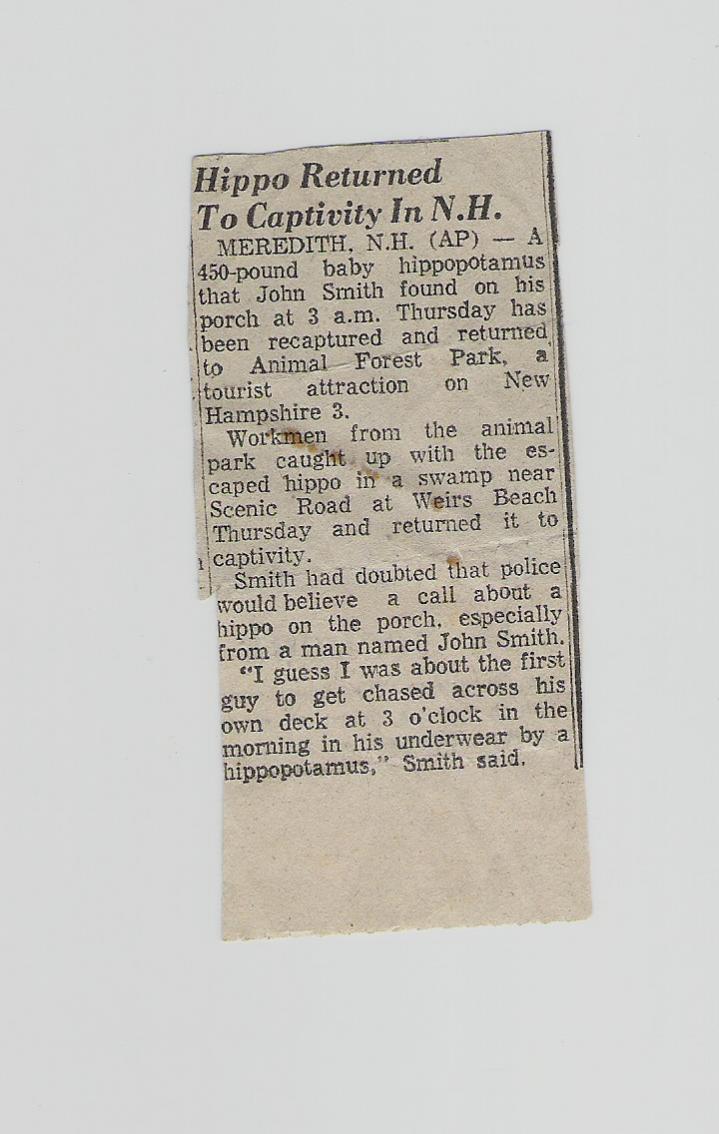 Hippo Returned
To Captivity In N.H.
MEREDITH, N.H. (AP) — A
450-pound baby hippopotamus
that John Smith found on his
porch at 3 a.m. Thursday has
been recaptured and returned
to Animal Forest Park, a
tourist attraction on New
Hampshire 3.
Workmen from the animal
park caught up with the es-
caped hippo in a swamp near
Scenic Road at Weirs Beach
Thursday and returned it to
captivity.
Smith had doubted that police
would believe a call about a
hippo on the porch, especially
from a man named John Smith.
"I guess I was about the first
guy to get chased across his
own deck at 3 o'clock in the
morning in his underwear by a
hippopotamus," Smith said.